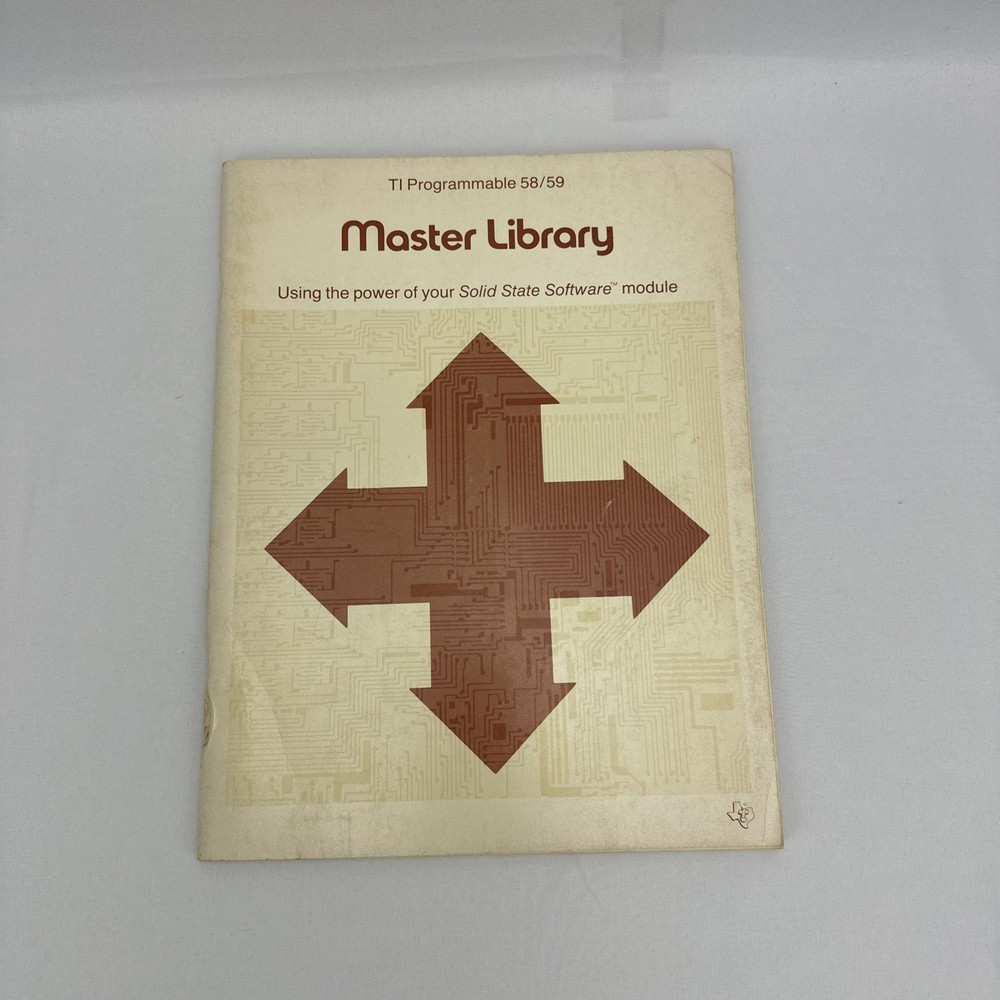 TI Programmable 58/59
Master Library
Using the power of your Solid State Software™ module